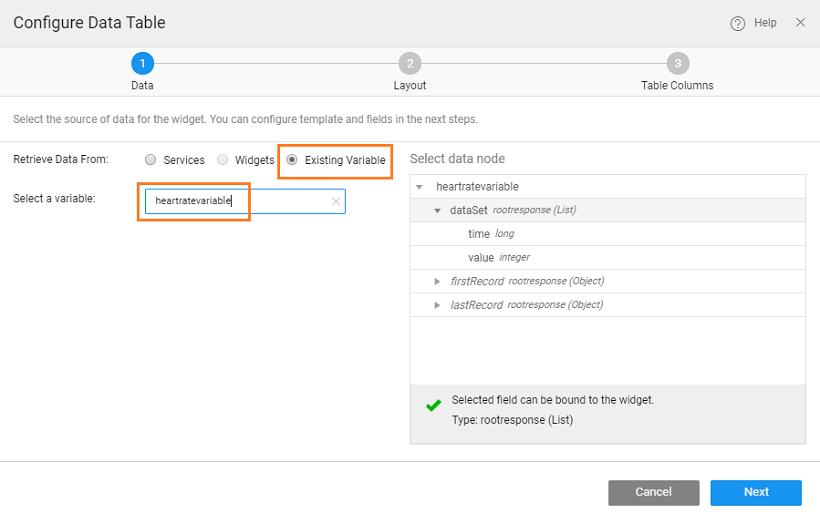 Configure Data Table
Help
1
2
3
Data
Layout
Table Columns
Select the source of data for the widget. You can configure template and fields in the next steps.
Retrieve Data From:
Services
Widgets
Existing Variable
Select a variable:
heartratevariable
Select data node
heartratevariable
dataSet rootresponse (List)
time long
value integer
firstRecord rootresponse (Object)
lastRecord rootresponse (Object)
Selected field can be bound to the widget.
Type: rootresponse (List)
Cancel
Next